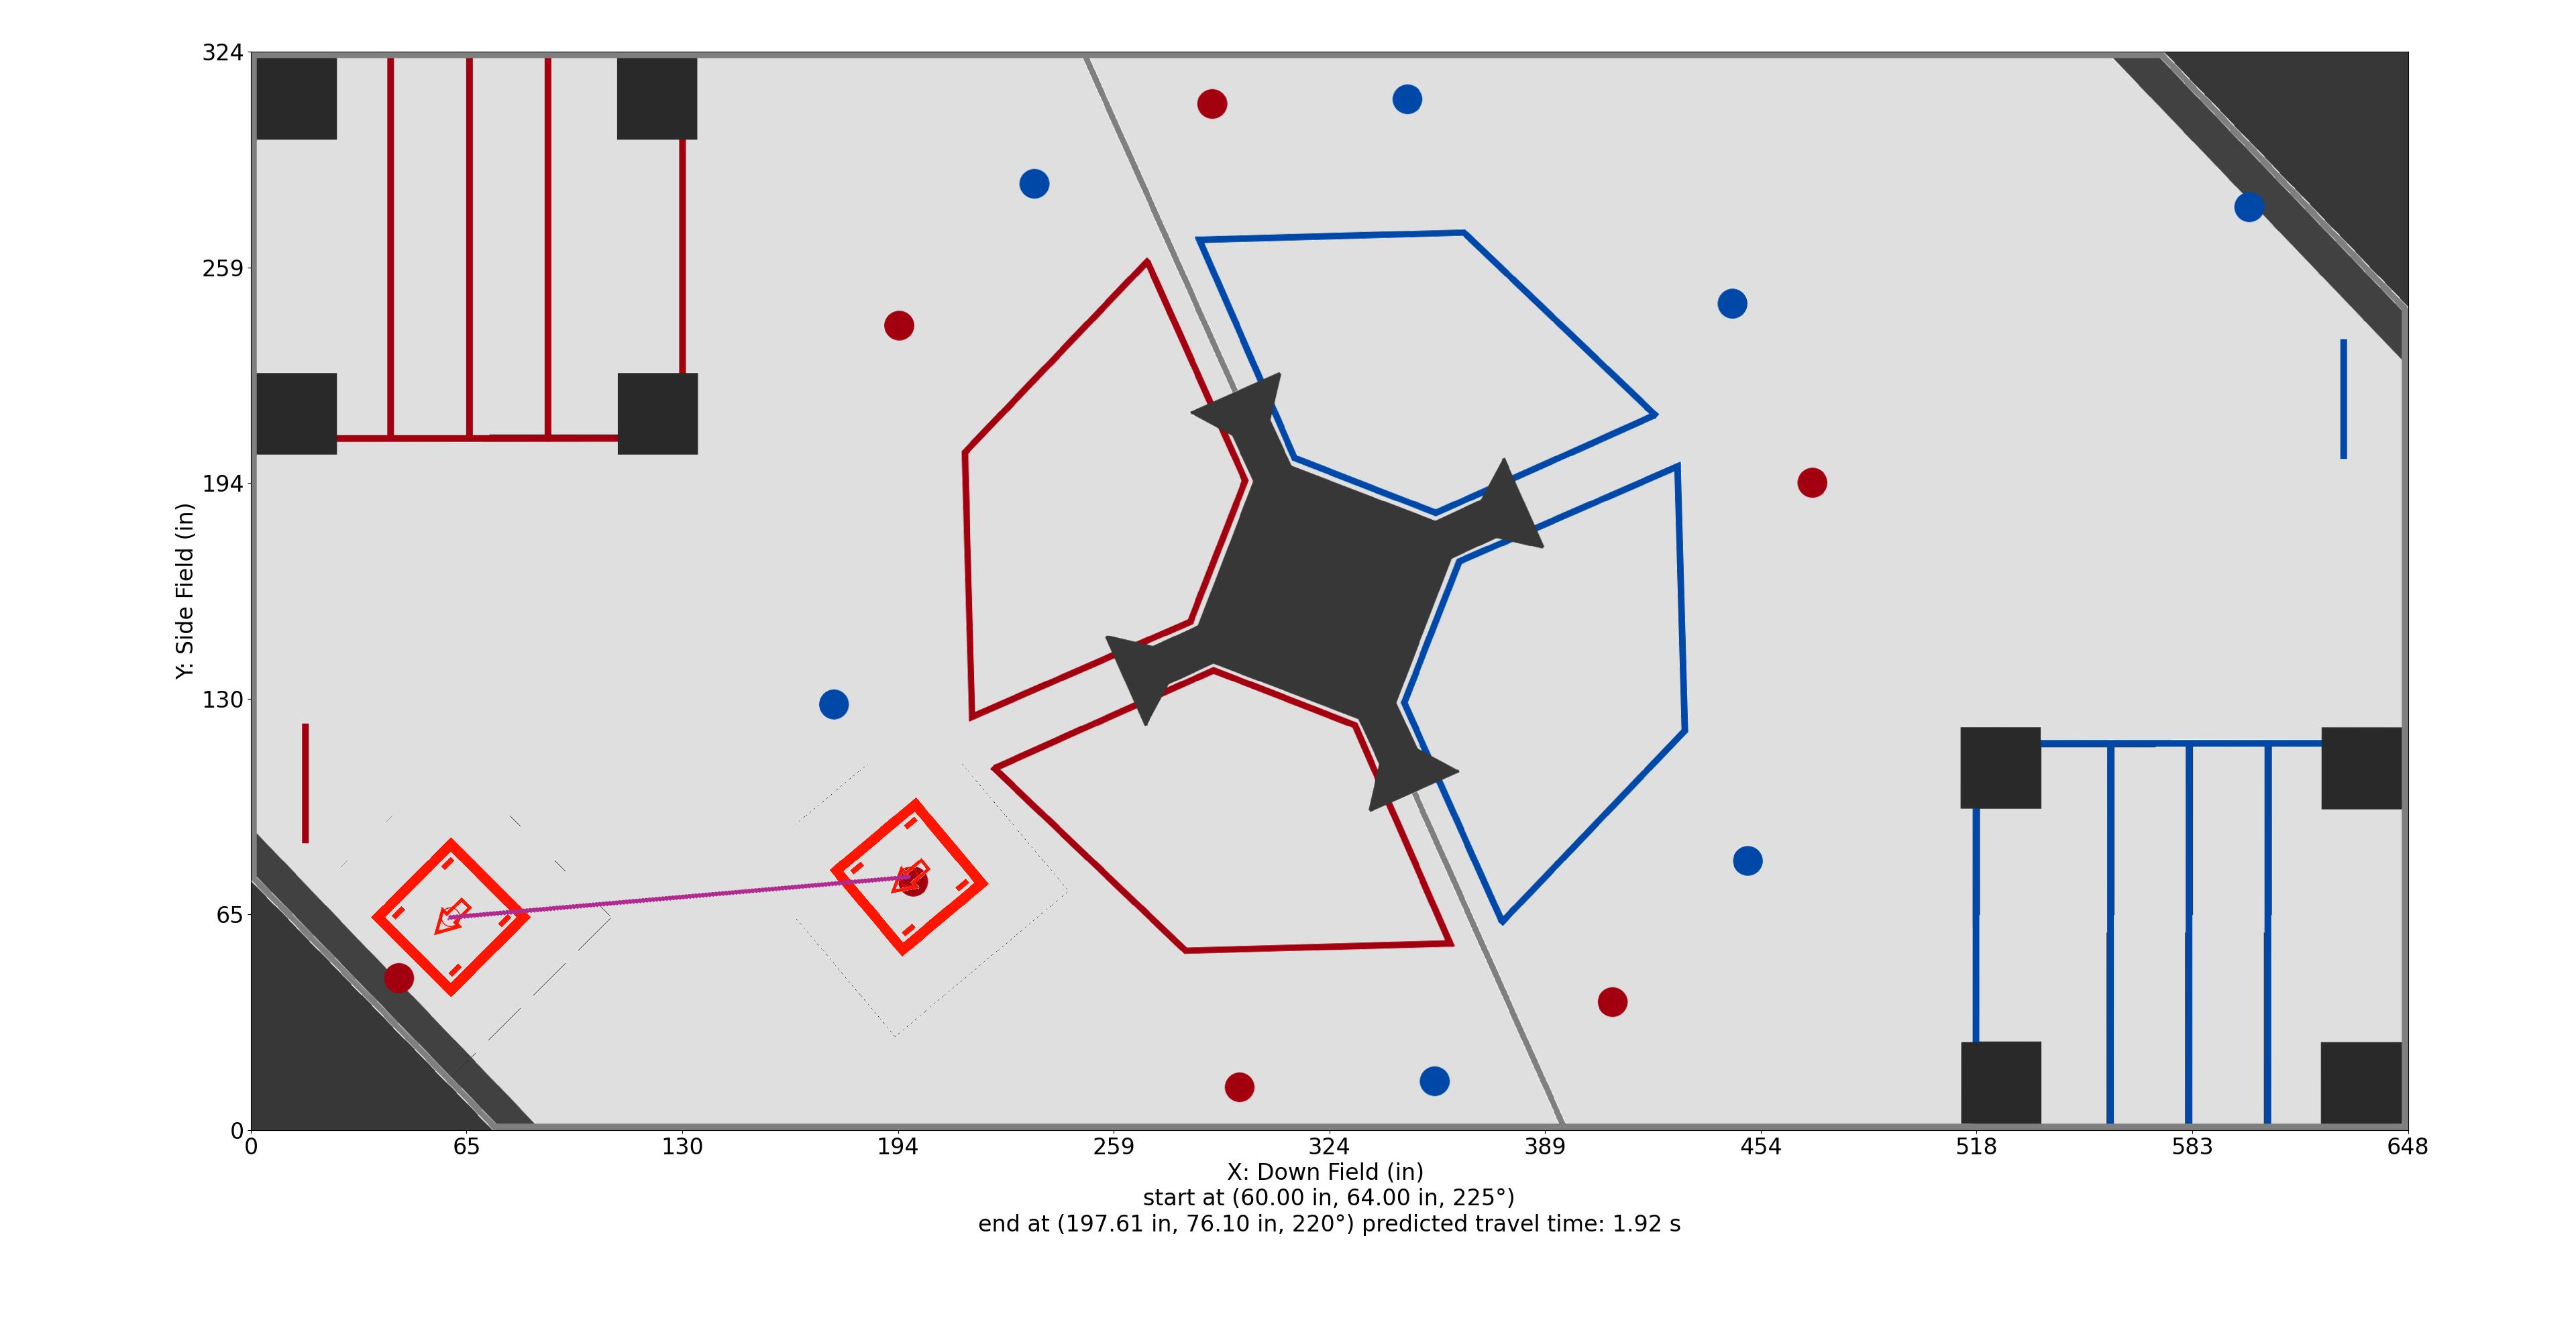 324
259
194
130
65
0
Y: Side Field (in)
0 65 130 194 259 324 389 454 518 583 648
X: Down Field (in)
start at (60.00 in, 64.00 in, 225°)
end at (197.61 in, 76.10 in, 220°) predicted travel time: 1.92 s